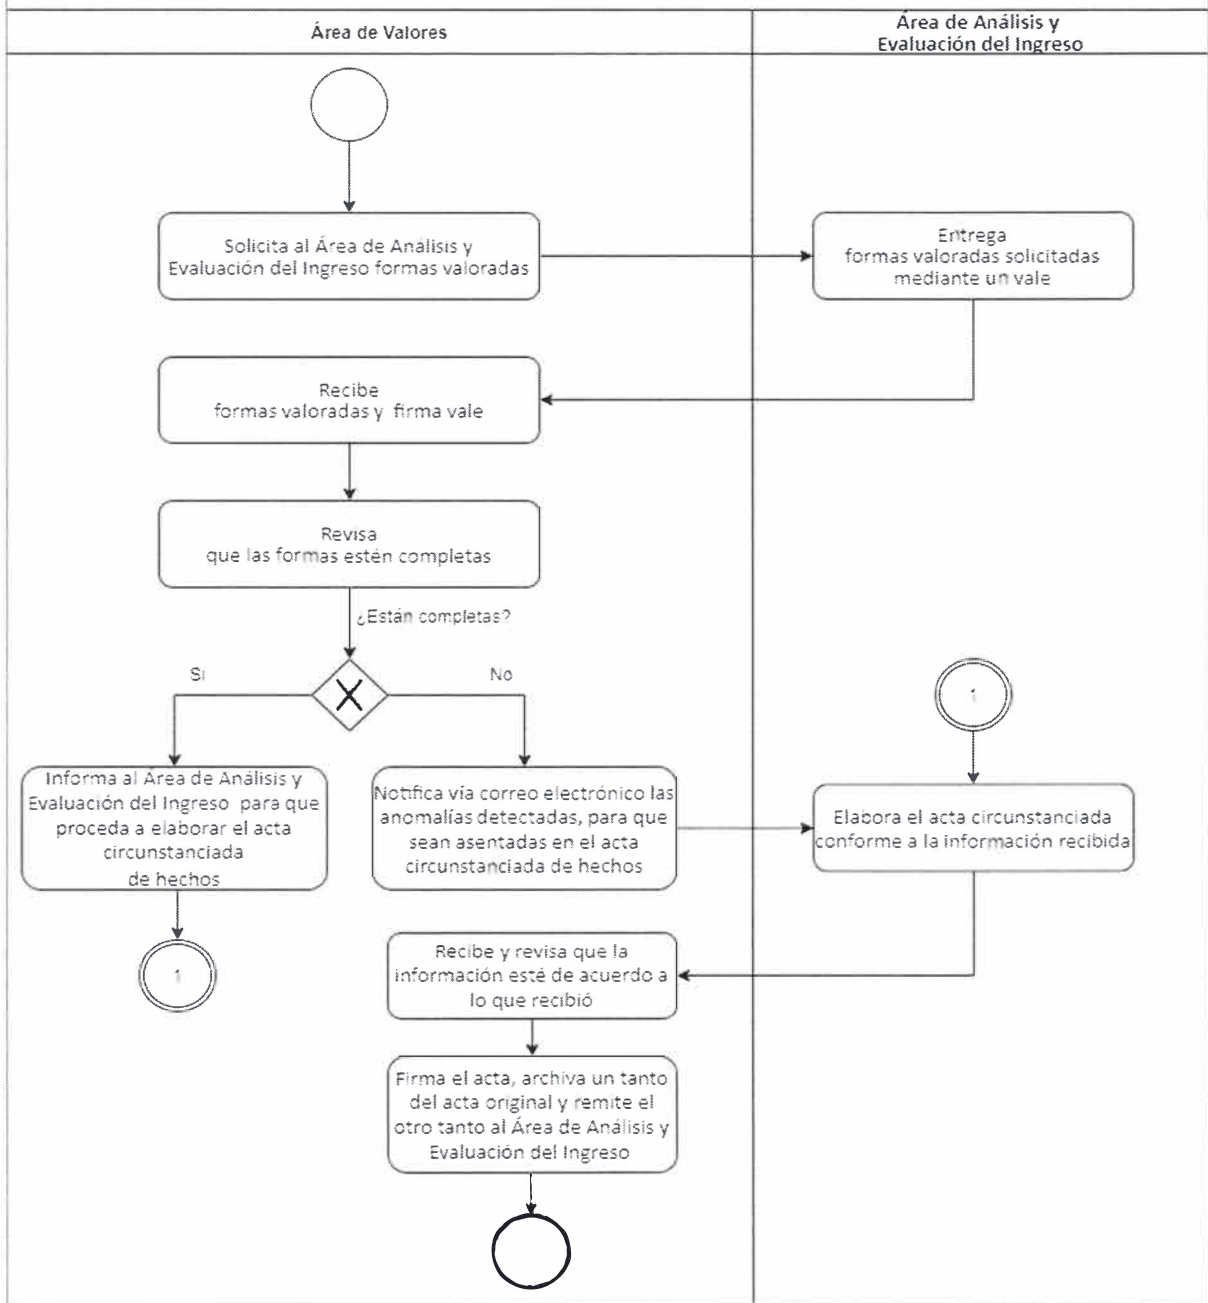 Área de Valores
Área de Análisis y
Evaluación del Ingreso
Solicita al Área de Análisis y
Evaluación del Ingreso formas valoradas
Entrega
formas valoradas solicitadas
mediante un vale
Recibe
formas valoradas y firma vale
Revisa
que las formas estén completas
¿Están completas?
Si
No
1
Informa al Área de Análisis y
Evaluación del Ingreso para que
proceda a elaborar el acta
circunstanciada
de hechos
Notifica vía correo electrónico las
anomalías detectadas, para que
sean asentadas en el acta
circunstanciada de hechos
Elabora el acta circunstanciada
conforme a la información recibida
1
Recibe y revisa que la
información esté de acuerdo a
lo que recibió
Firma el acta, archiva un tanto
del acta original y remite el
otro tanto al Área de Análisis y
Evaluación del Ingreso